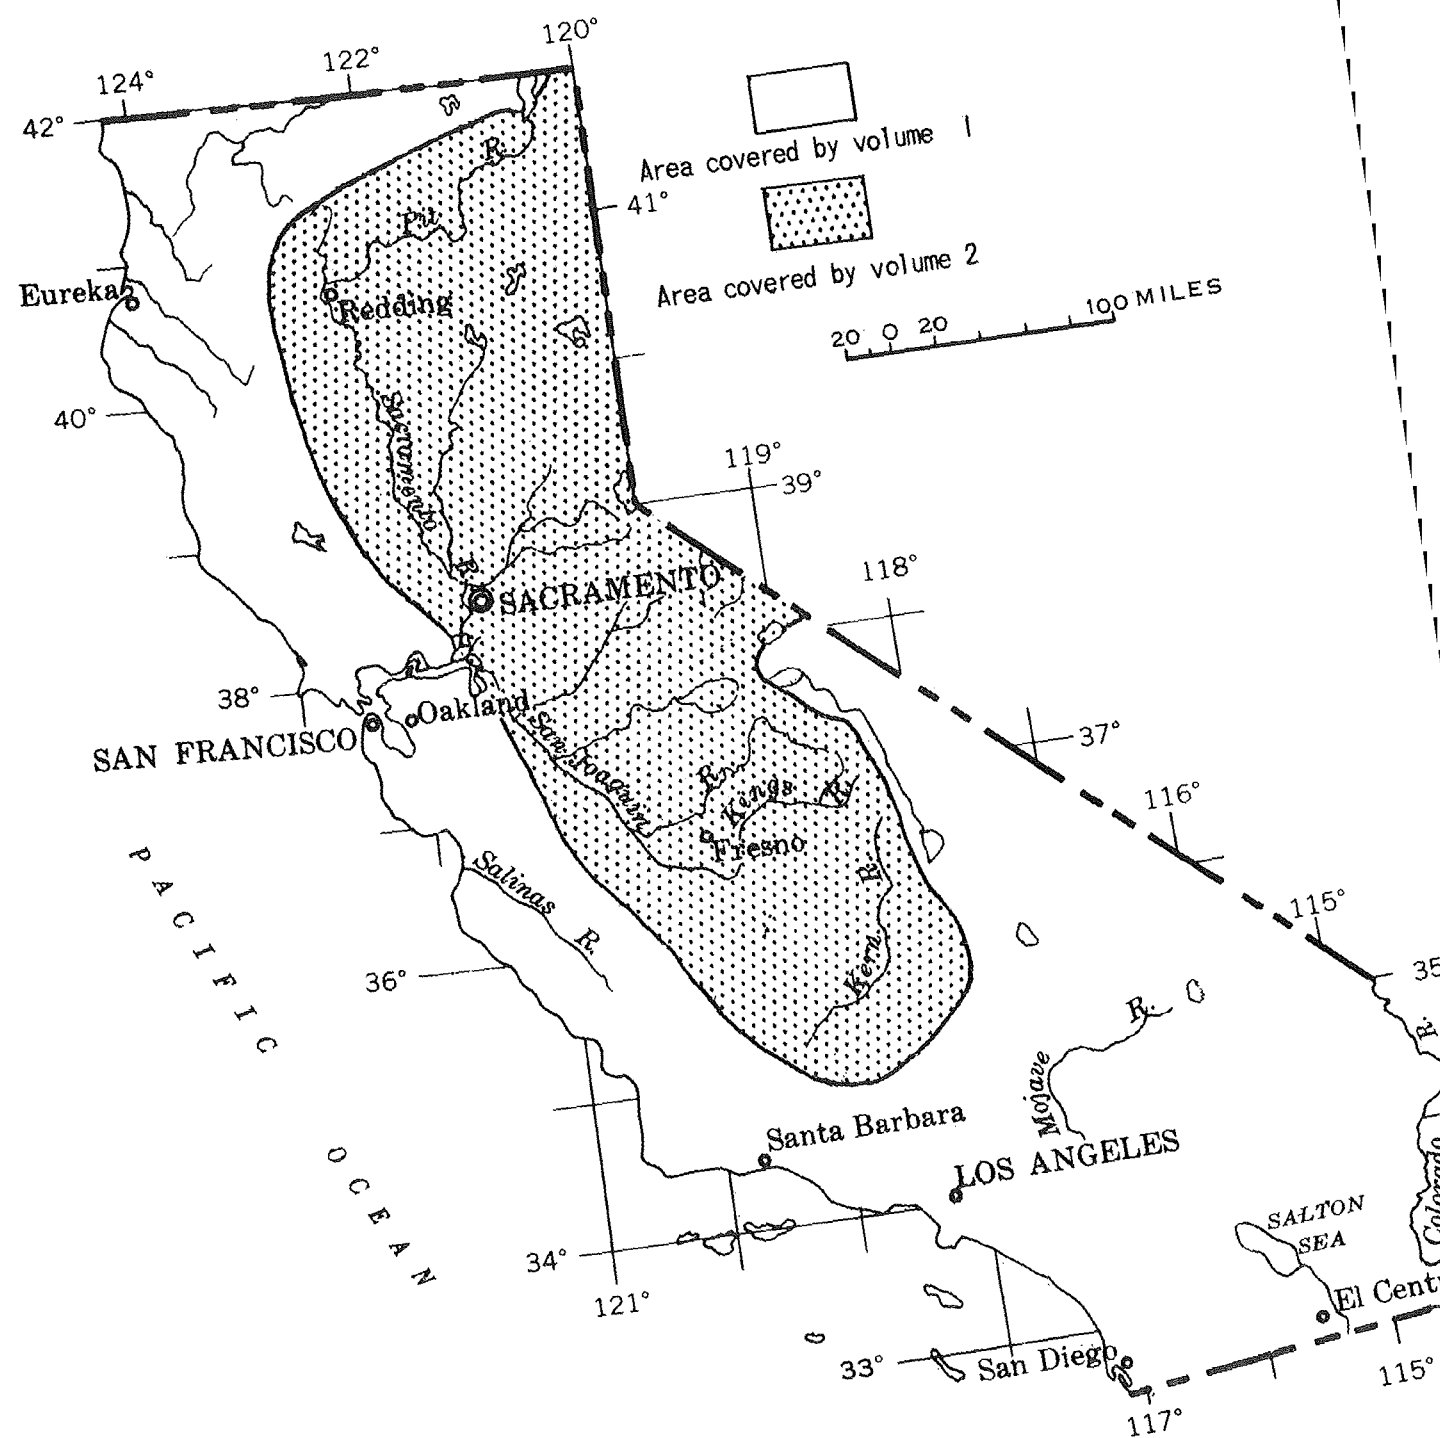 120°
122°
124°
42°
Area covered by volume 1
R.
Pit
41°
Area covered by volume 2
Eureka
Redding
100 MILES
20 0 20
40°
Sacramento
R.
119°
39°
118°
SACRAMENTO
38°
Oakland
SAN FRANCISCO
San Joaquin
R.
37°
Kings
R.
116°
Fresno
PACIFIC
Salinas
R.
R.
Kern
115°
36°
35
R.
R.
Mojave
Santa Barbara
LOS ANGELES
OCEAN
Colorado
SALTON
SEA
34°
121°
El Cent
33°
San Diego
115°
117°